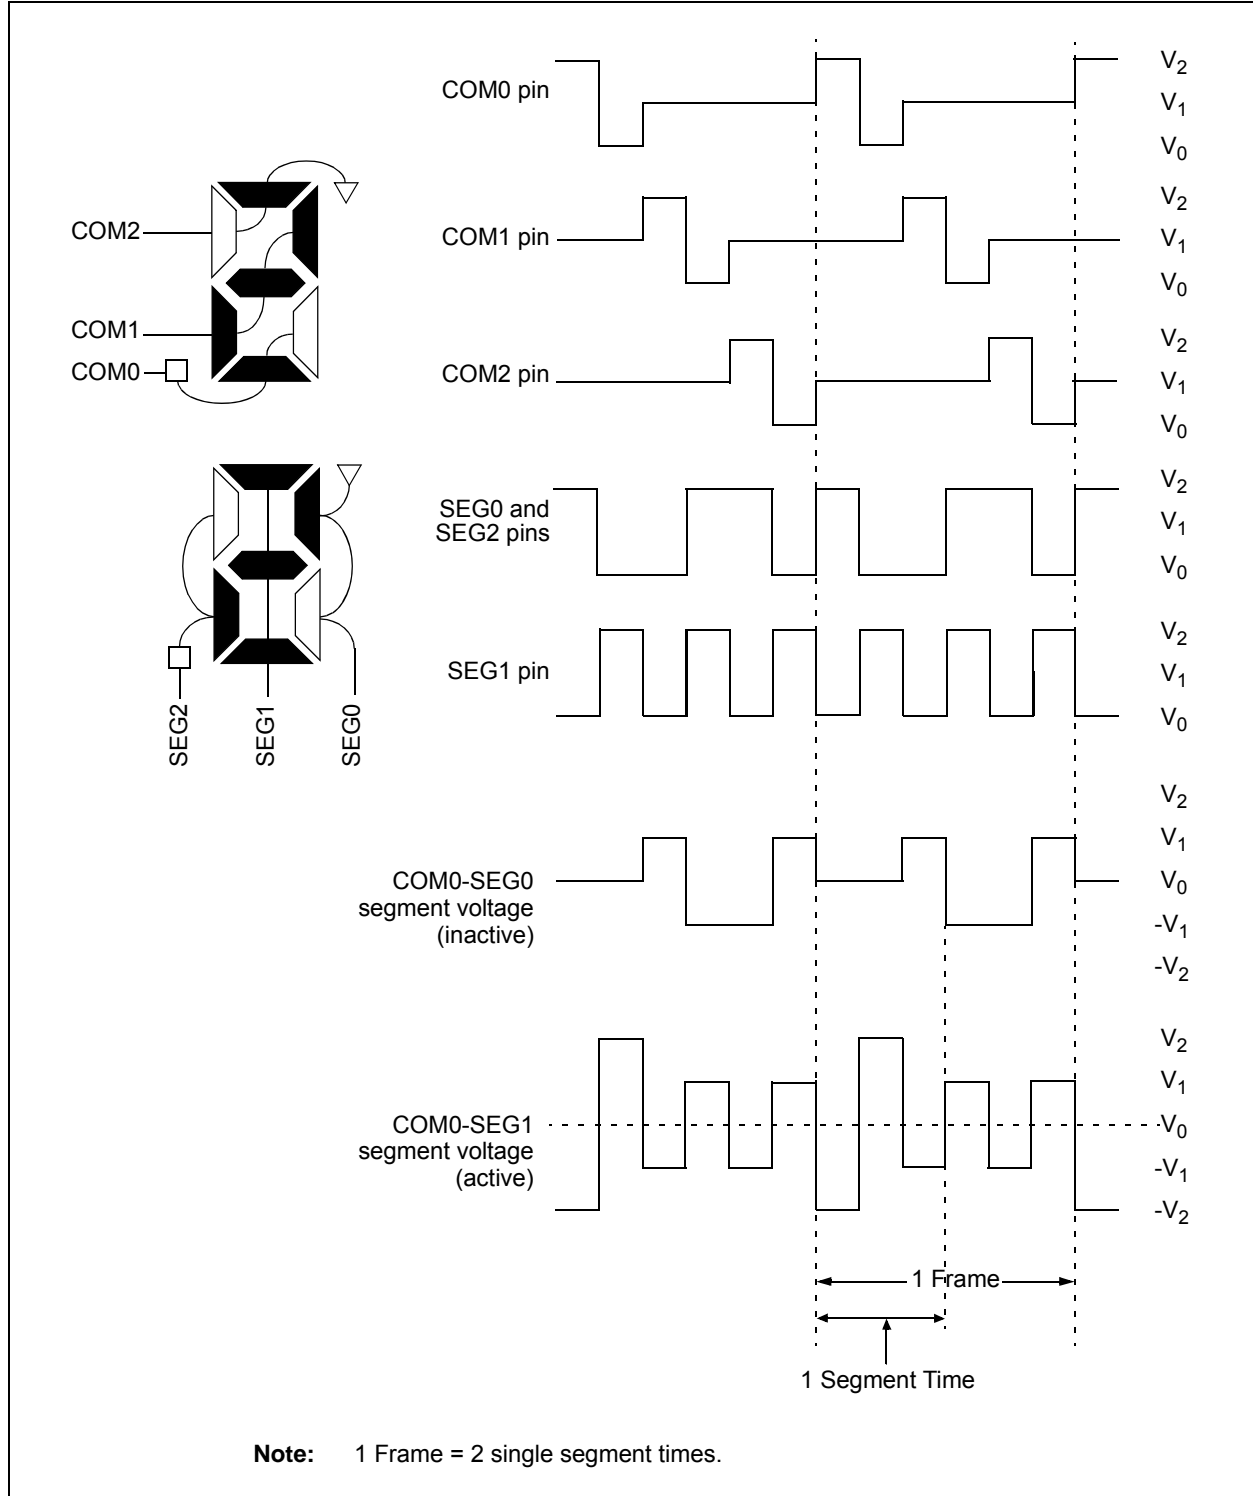 COM0 pin
V2
V1
V0
COM2
COM1
COM0
COM1 pin
V2
V1
V0
COM2 pin
V2
V1
V0
SEG0 and
SEG2 pins
V2
V1
V0
SEG1 pin
V2
V1
V0
SEG2
SEG1
SEG0
COM0-SEG0
segment voltage
(inactive)
V2
V1
V0
-V1
-V2
COM0-SEG1
segment voltage
(active)
V2
V1
V0
-V1
-V2
1 Frame
1 Segment Time
Note: 1 Frame = 2 single segment times.